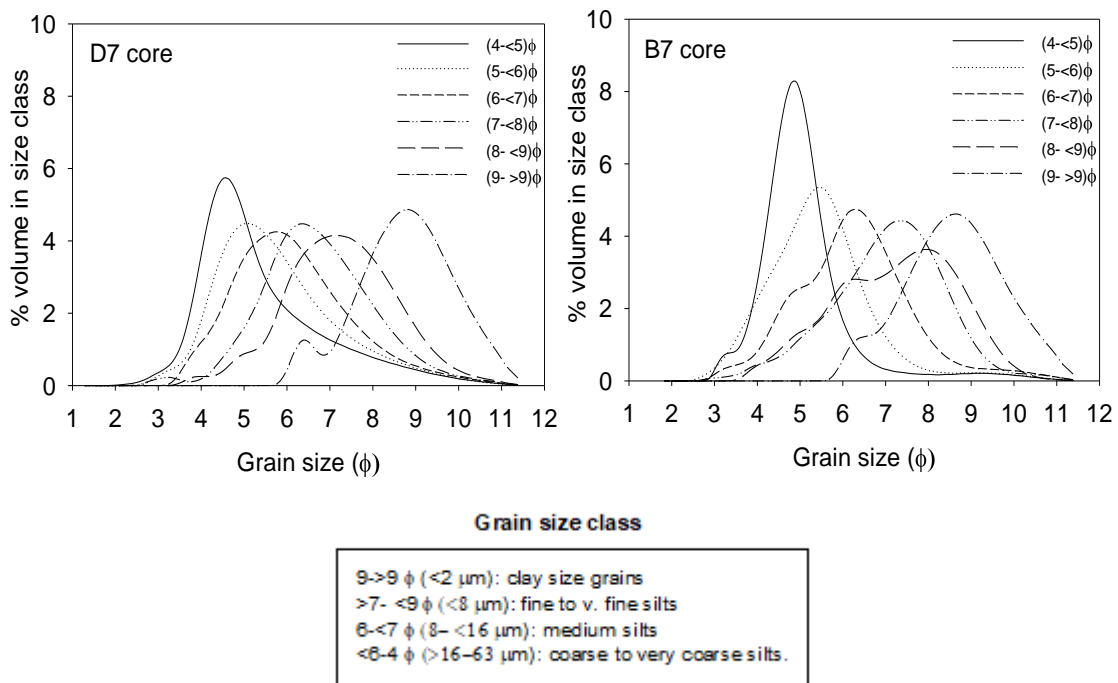 D7 core
(4-<5)ϕ
(5-<6)ϕ
(6-<7)ϕ
(7-<8)ϕ
(8- <9)ϕ
(9- >9)ϕ
% volume in size class
10
8
6
4
2
0
1 2 3 4 5 6 7 8 9 10 11 12
Grain size (ϕ)
B7 core
(4-<5)ϕ
(5-<6)ϕ
(6-<7)ϕ
(7-<8)ϕ
(8- <9)ϕ
(9- >9)ϕ
% volume in size class
10
8
6
4
2
0
1 2 3 4 5 6 7 8 9 10 11 12
Grain size (ϕ)
Grain size class
9->9 ϕ (<2 µm): clay size grains
>7- <9 ϕ (<8 µm): fine to v. fine silts
6-<7 ϕ (8– <16 µm): medium silts
<6-4 ϕ (>16–63 µm): coarse to very coarse silts.